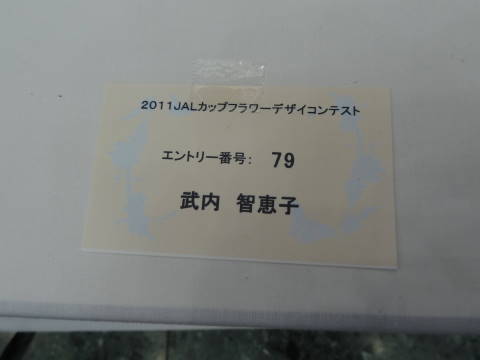 2011JALカップフラワーデザイコンテスト
エントリー番号: 79
武内 智恵子